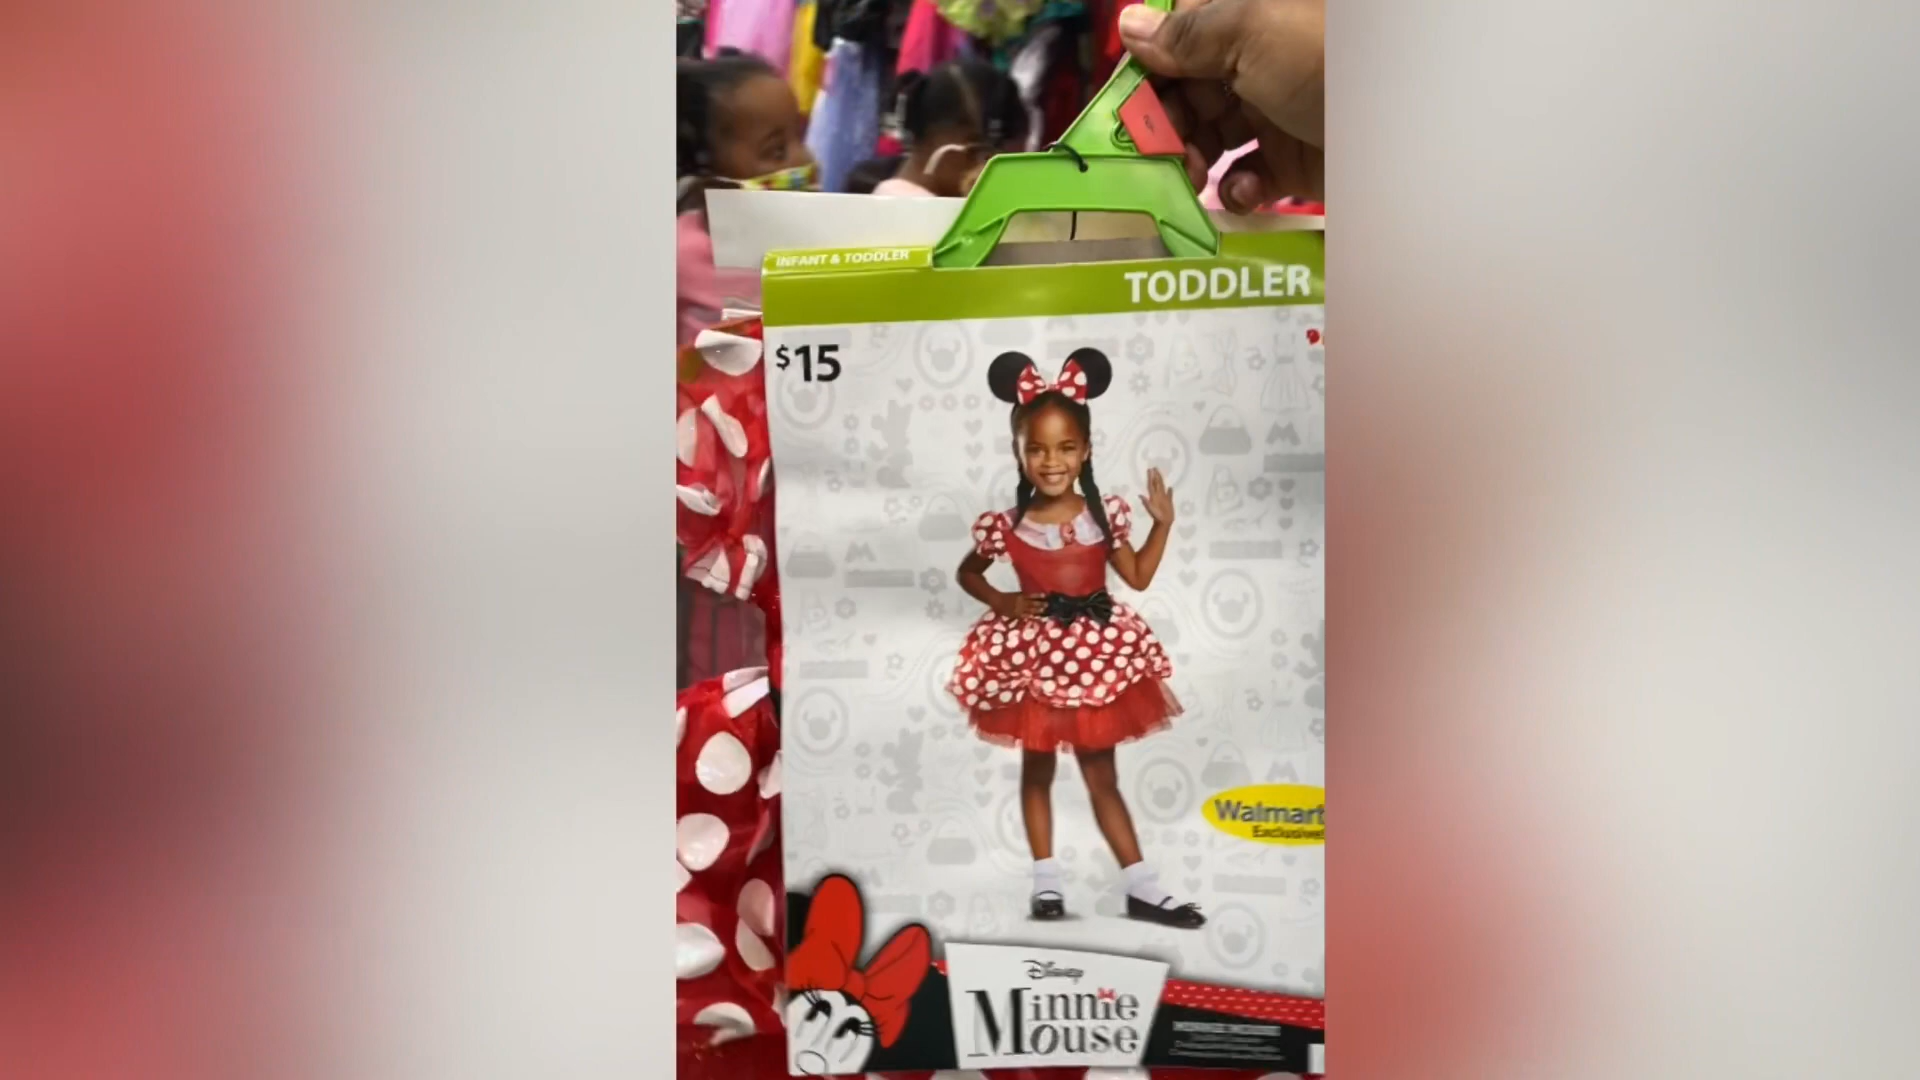 INFANT & TODDLER
TODDLER
$15
Walmart
Exclusive!
Disney
Minnie
Mouse